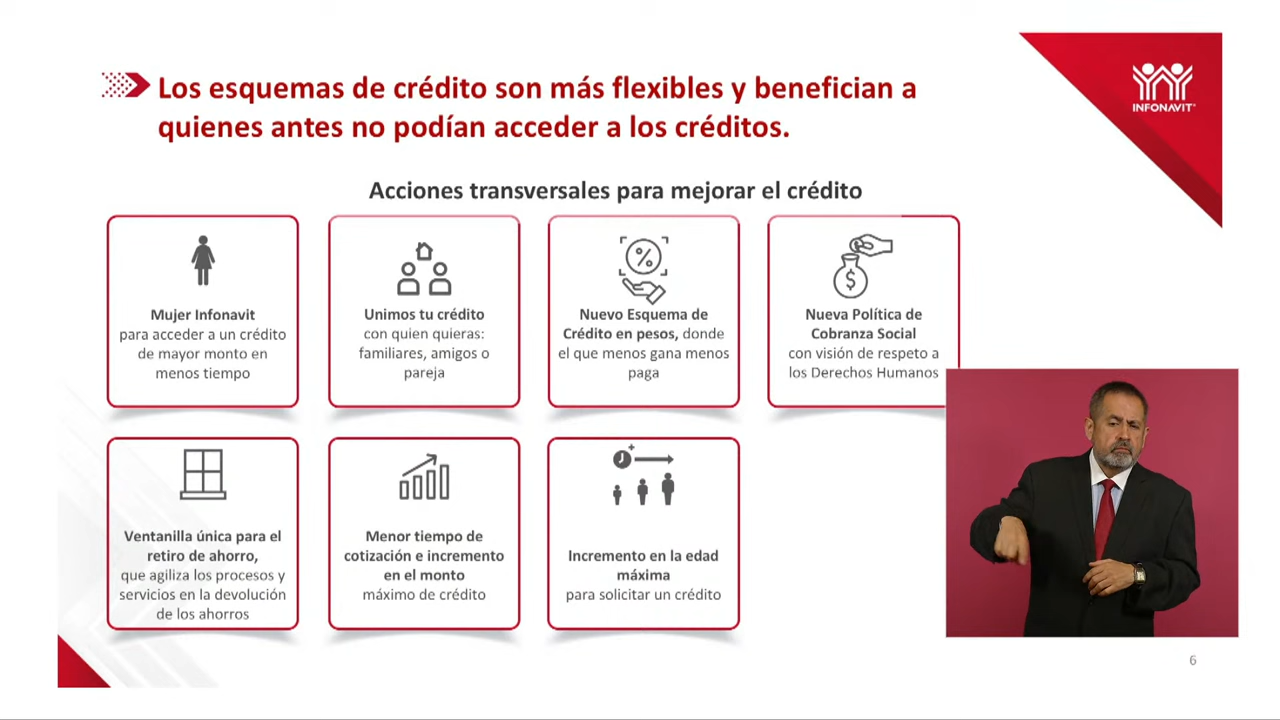 Los esquemas de crédito son más flexibles y benefician a
quienes antes no podían acceder a los créditos.
INFONAVIT
Acciones transversales para mejorar el crédito
Mujer Infonavit
para acceder a un crédito
de mayor monto en
menos tiempo
Unimos tu crédito
con quien quieras:
familiares, amigos o
pareja
%
Nuevo Esquema de
Crédito en pesos, donde
el que menos gana menos
paga
$
Nueva Política de
Cobranza Social
con visión de respeto a
los Derechos Humanos
Ventanilla única para el
retiro de ahorro,
que agiliza los procesos y
servicios en la devolución
de los ahorros
Menor tiempo de
cotización e incremento
en el monto
máximo de crédito
Incremento en la edad
máxima
para solicitar un crédito
6